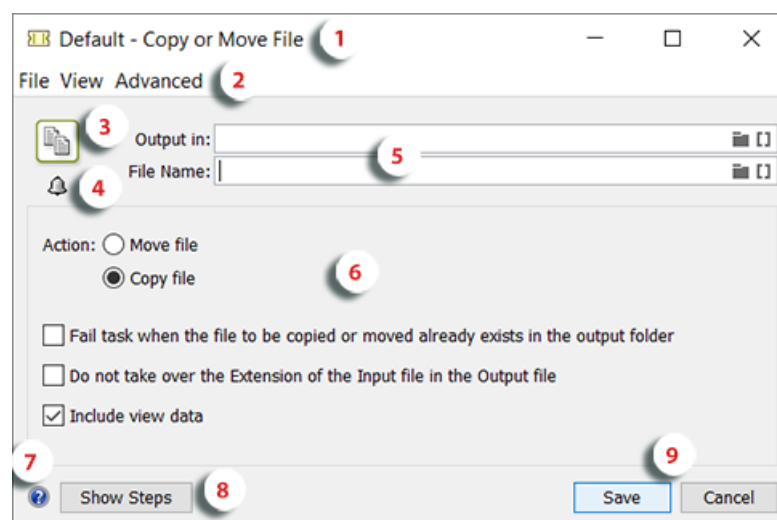 Default - Copy or Move File 1
File View Advanced 2
3
Output in:
5
4
File Name:
Action: Move file
Copy file
6
Fail task when the file to be copied or moved already exists in the output folder
Do not take over the Extension of the Input file in the Output file
Include view data
7
9
? Show Steps 8 Save Cancel